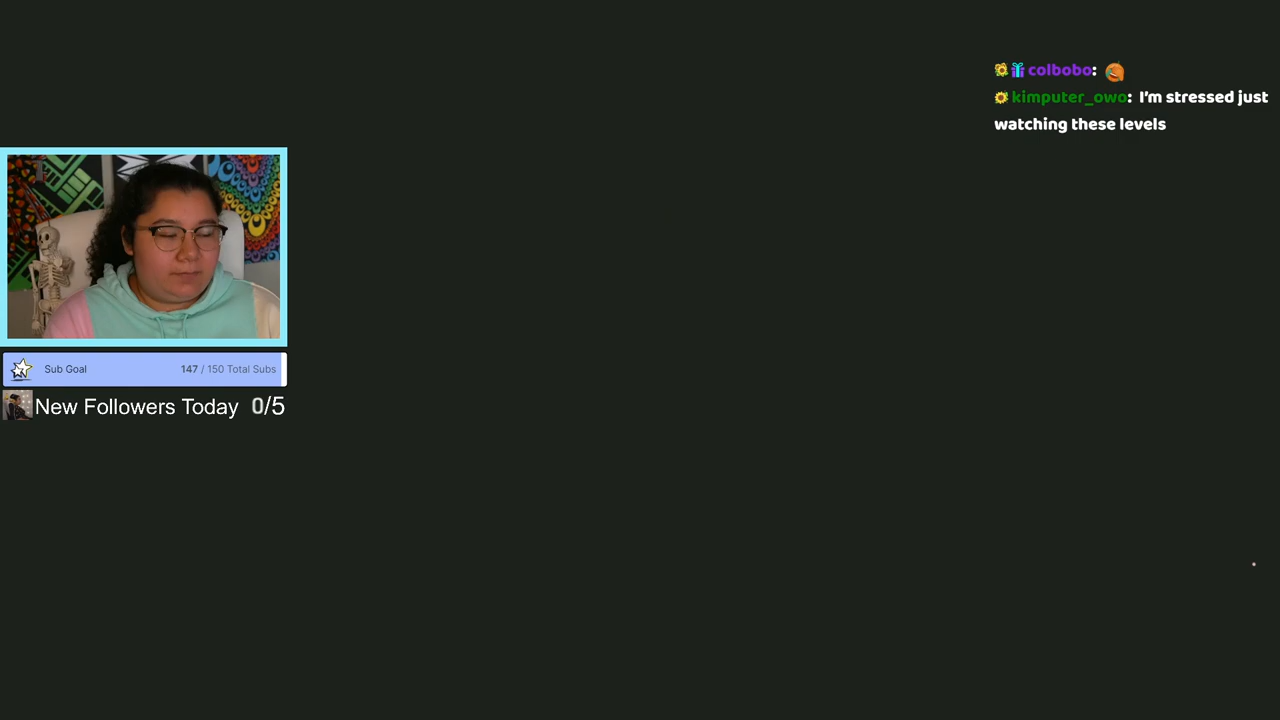 colbobo:
kimputer_owo: I'm stressed just
watching these levels
Sub Goal 147 / 150 Total Subs
New Followers Today 0/5